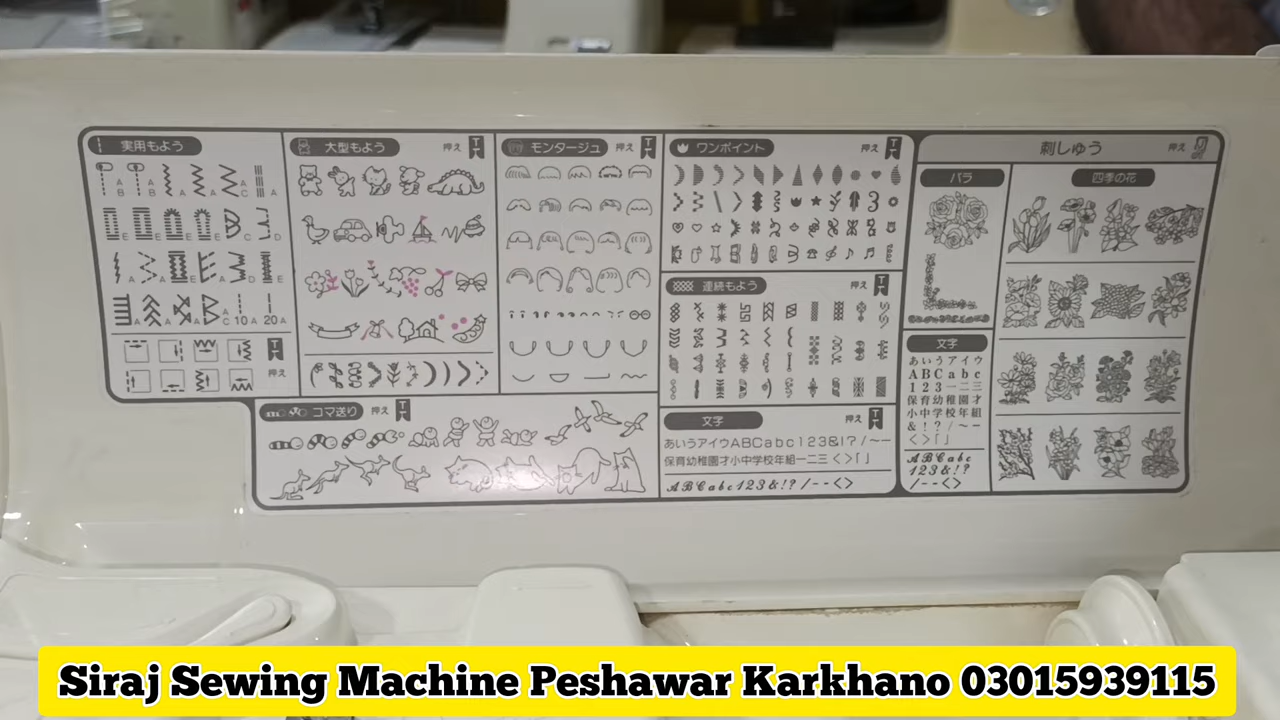 実用もよう
A B A B A A A C A
E E E E C D
A A E A D E
A A A A C 10 A 20 A
押え
大型もよう 押え
モンタージュ 押え
ワンポイント 押え
連続もよう 押え
文字 押え
あいうアイウABCabc123&!?/~−
保育幼稚園才小中学校年組一二三<>「」
ABCabc123&!?/--<>
コマ送り 押え
刺しゅう 押え
バラ
四季の花
文字
あいうアイウ
ABCabc
123一二三
保育幼稚園才
小中学校年組
&!?/~−
<>「」
ABCabc
123&!?
/--<>
Siraj Sewing Machine Peshawar Karkhano 03015939115